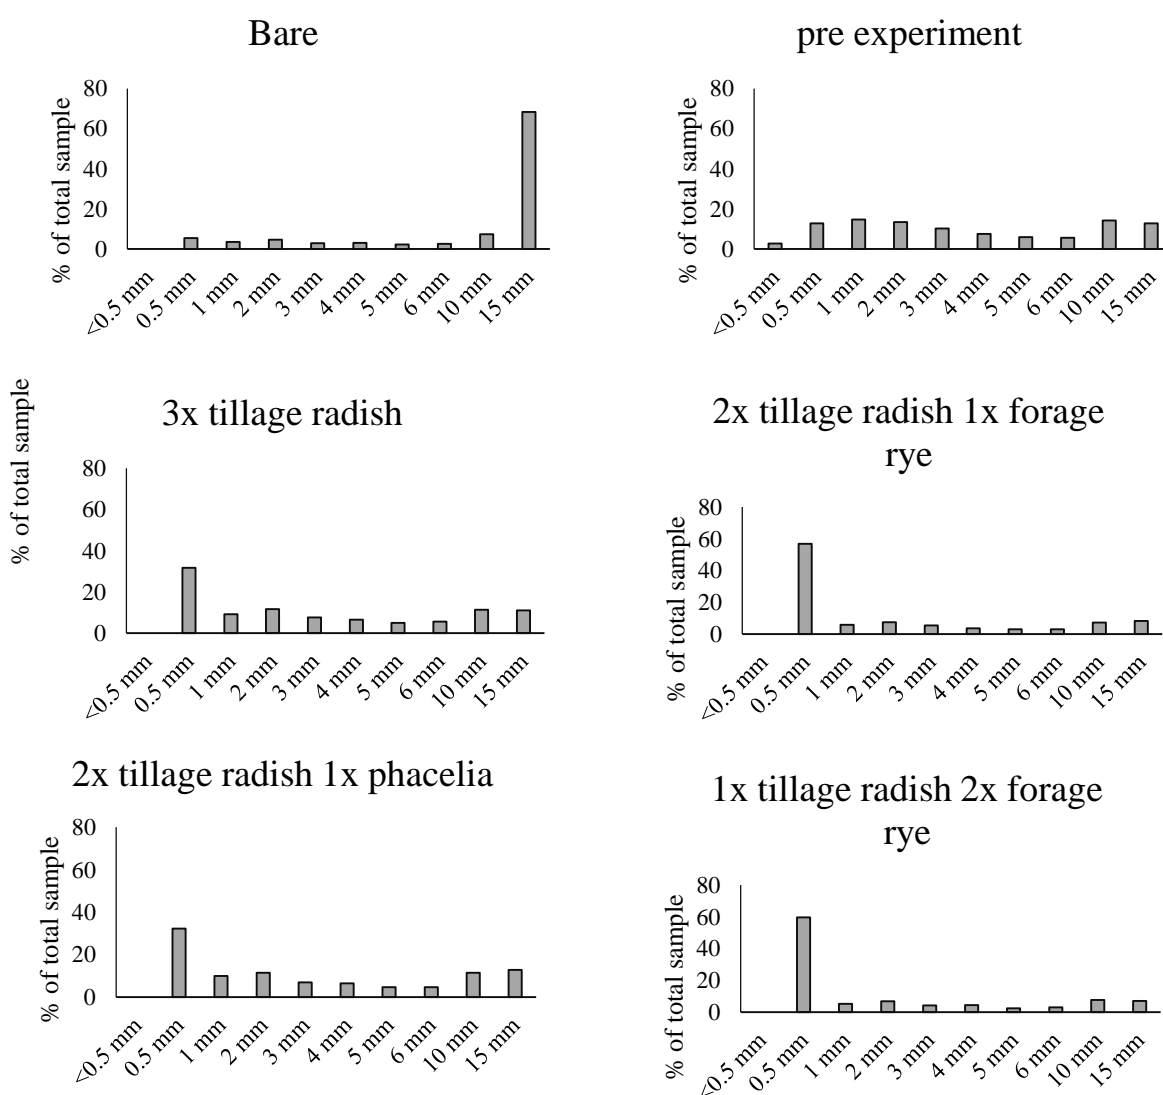 Bare
% of total sample
80
60
40
20
0
<0.5 mm
0.5 mm
1 mm
2 mm
3 mm
4 mm
5 mm
6 mm
10 mm
15 mm
pre experiment
% of total sample
80
60
40
20
0
<0.5 mm
0.5 mm
1 mm
2 mm
3 mm
4 mm
5 mm
6 mm
10 mm
15 mm
% of total sample
3x tillage radish
80
60
40
20
0
<0.5 mm
0.5 mm
1 mm
2 mm
3 mm
4 mm
5 mm
6 mm
10 mm
15 mm
2x tillage radish 1x forage
rye
% of total sample
80
60
40
20
0
<0.5 mm
0.5 mm
1 mm
2 mm
3 mm
4 mm
5 mm
6 mm
10 mm
15 mm
2x tillage radish 1x phacelia
% of total sample
80
60
40
20
0
<0.5 mm
0.5 mm
1 mm
2 mm
3 mm
4 mm
5 mm
6 mm
10 mm
15 mm
1x tillage radish 2x forage
rye
% of total sample
80
60
40
20
0
<0.5 mm
0.5 mm
1 mm
2 mm
3 mm
4 mm
5 mm
6 mm
10 mm
15 mm